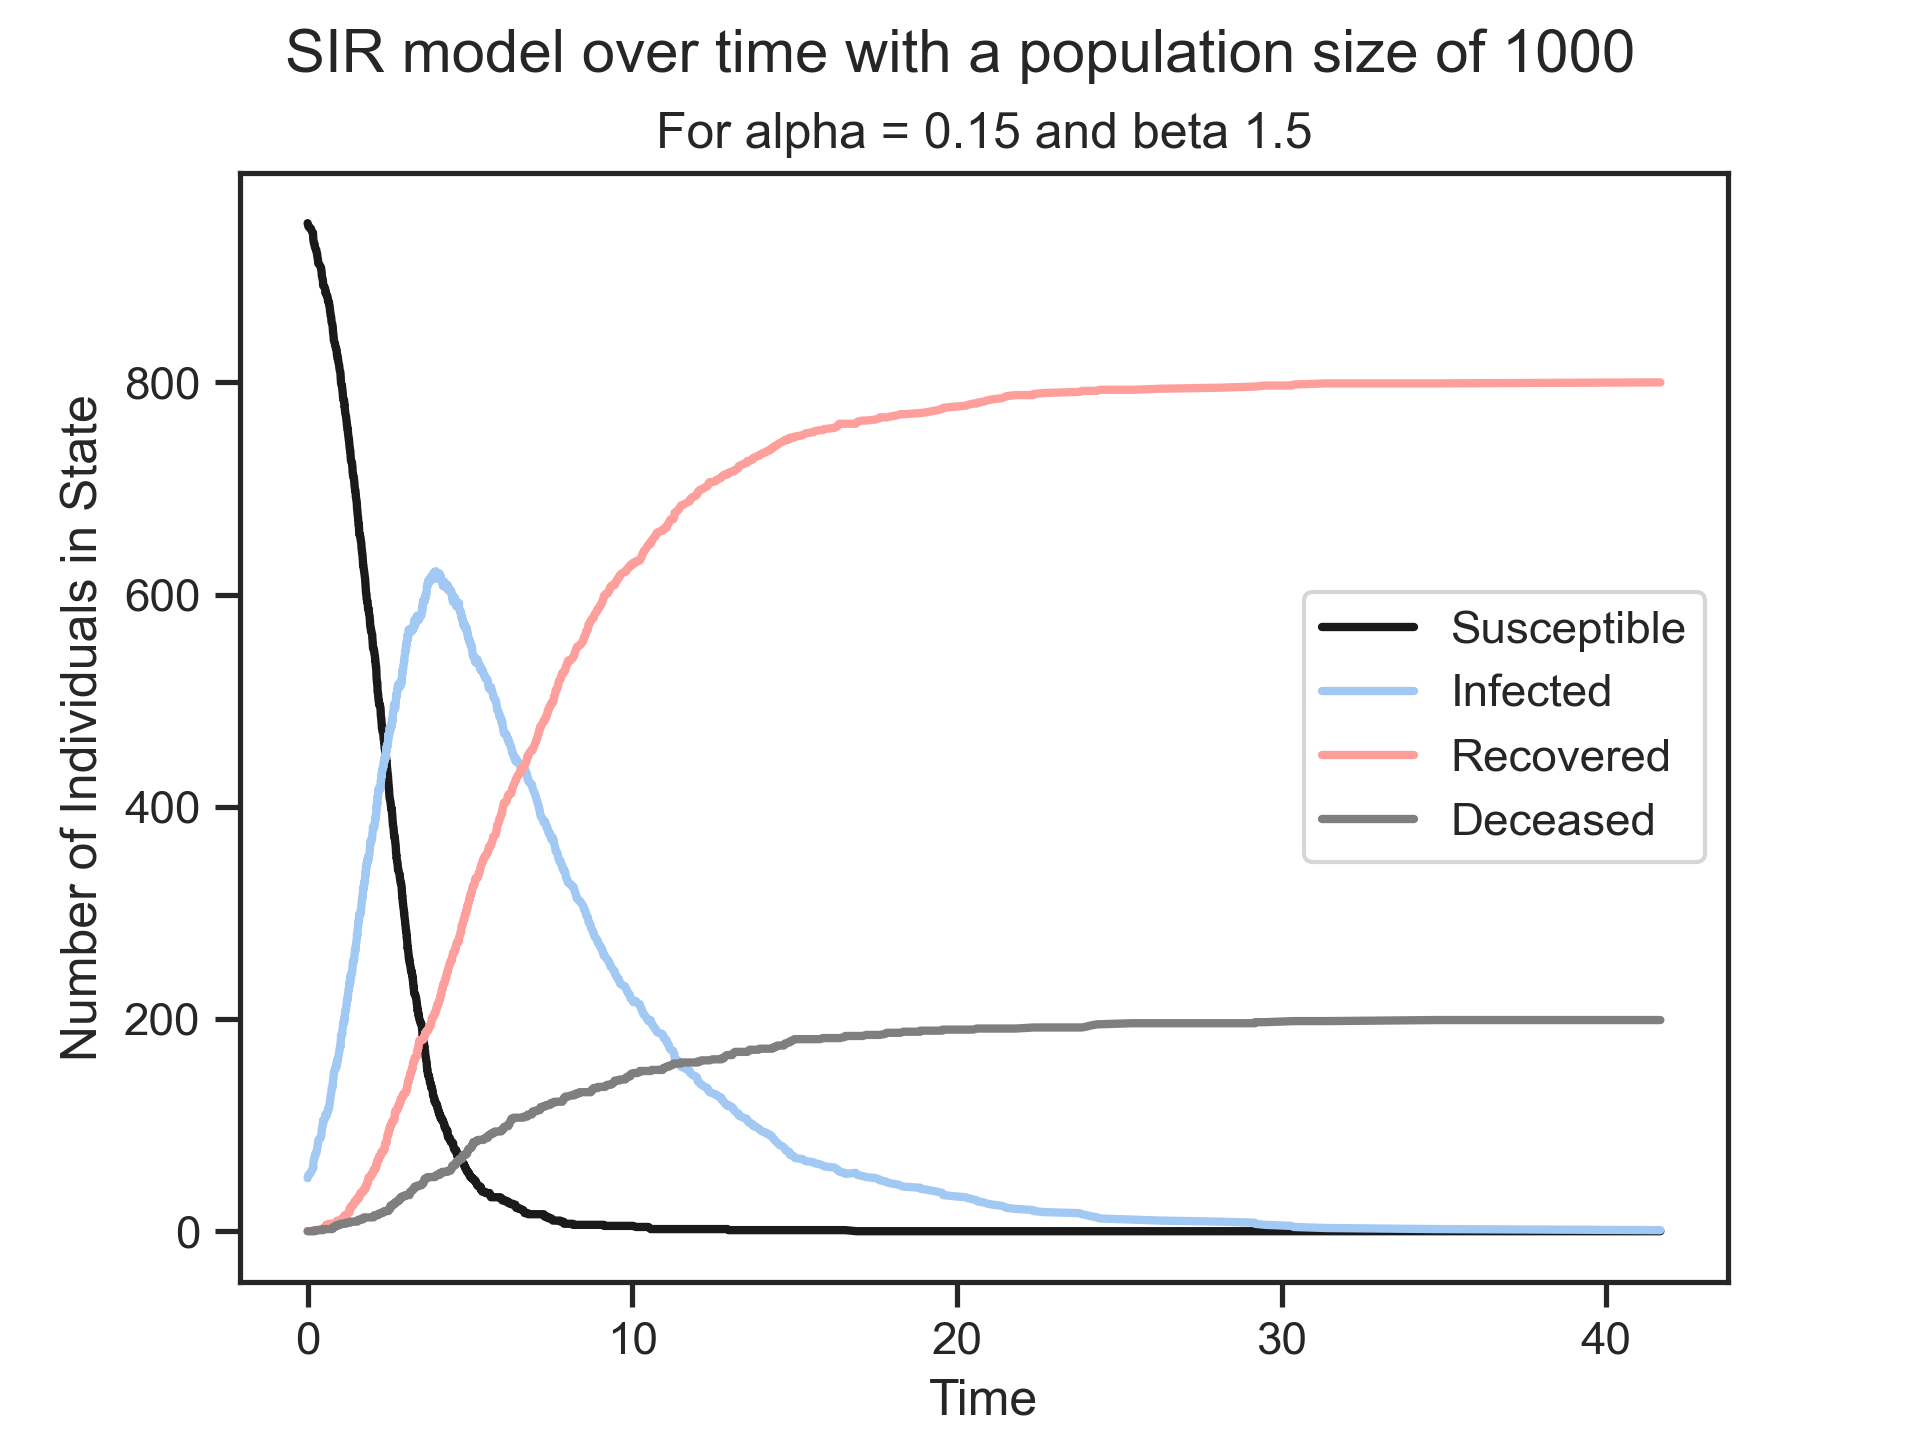 SIR model over time with a population size of 1000
For alpha = 0.15 and beta 1.5
Number of Individuals in State
800
600
400
200
0
Susceptible
Infected
Recovered
Deceased
0 10 20 30 40
Time